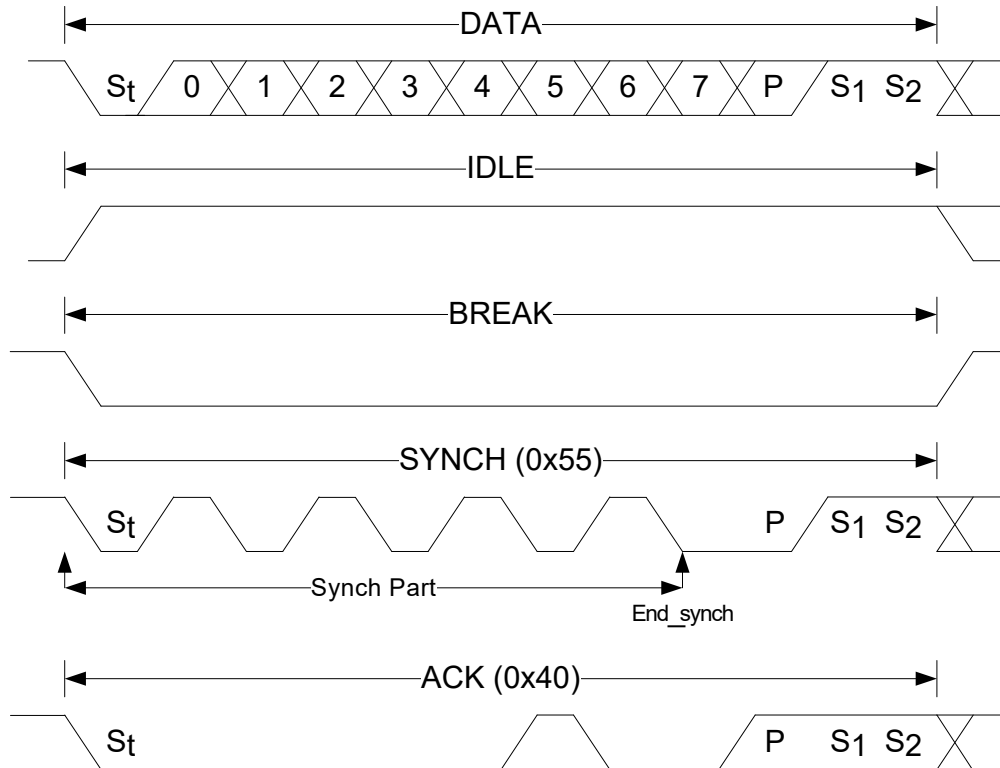 DATA
St 0 1 2 3 4 5 6 7 P S1 S2
IDLE
BREAK
SYNCH (0x55)
St P S1 S2
Synch Part
End_synch
ACK (0x40)
St P S1 S2